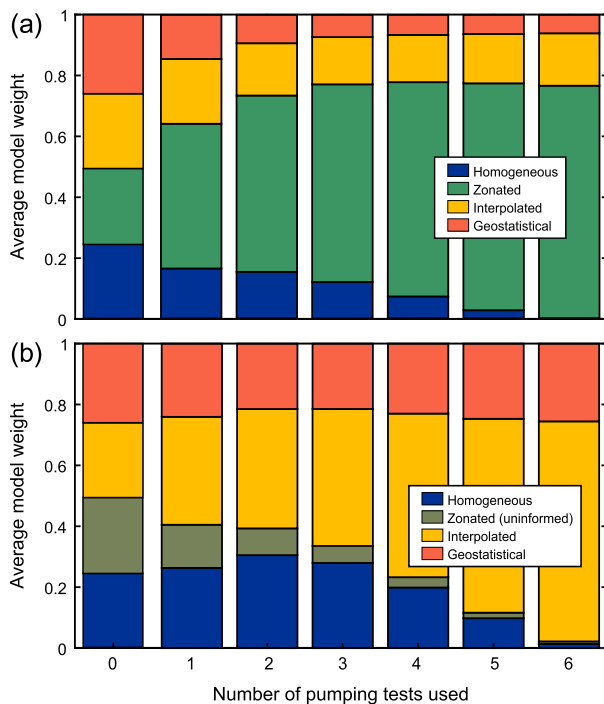 (a)
1
0.8
0.6
0.4
0.2
0
Average model weight
Homogeneous
Zonated
Interpolated
Geostatistical
(b)
1
0.8
0.6
0.4
0.2
0
Average model weight
Homogeneous
Zonated (uninformed)
Interpolated
Geostatistical
0 1 2 3 4 5 6
Number of pumping tests used